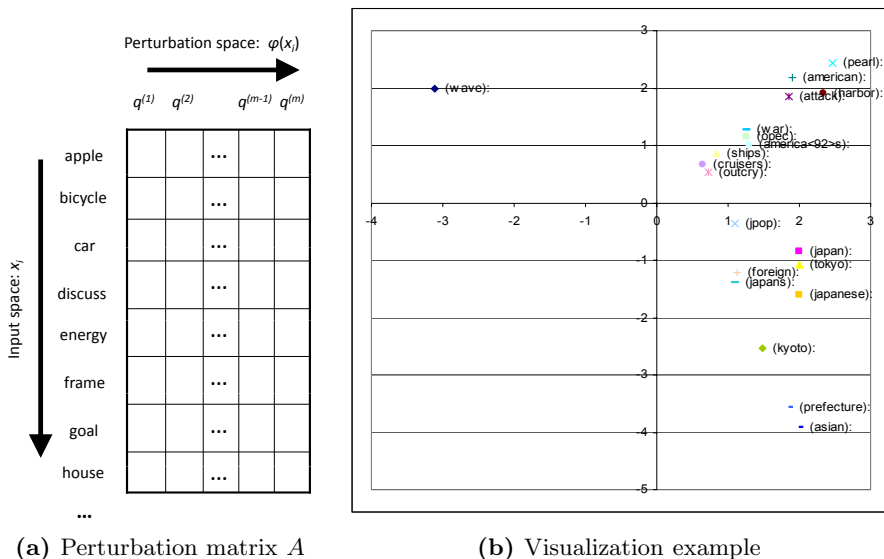 Perturbation space: φ(xᵢ)
q⁽¹⁾ q⁽²⁾ q⁽ᵐ⁻¹⁾ q⁽ᵐ⁾
Input space: xᵢ
apple ...
bicycle
car ...
discuss ...
energy ...
frame ...
goal ...
house ...
...
(a) Perturbation matrix A
3
2
1
0
-1
-2
-3
-4
-5
-4 -3 -2 -1 0 1 2 3
(pearl):
(american):
(wave):
(attack): (harbor):
(war):
(opec):
(america<92>s):
(ships):
(cruisers):
(outcry):
(jpop):
(japan):
(tokyo):
(foreign):
(japans):
(japanese):
(kyoto):
(prefecture):
(asian):
(b) Visualization example